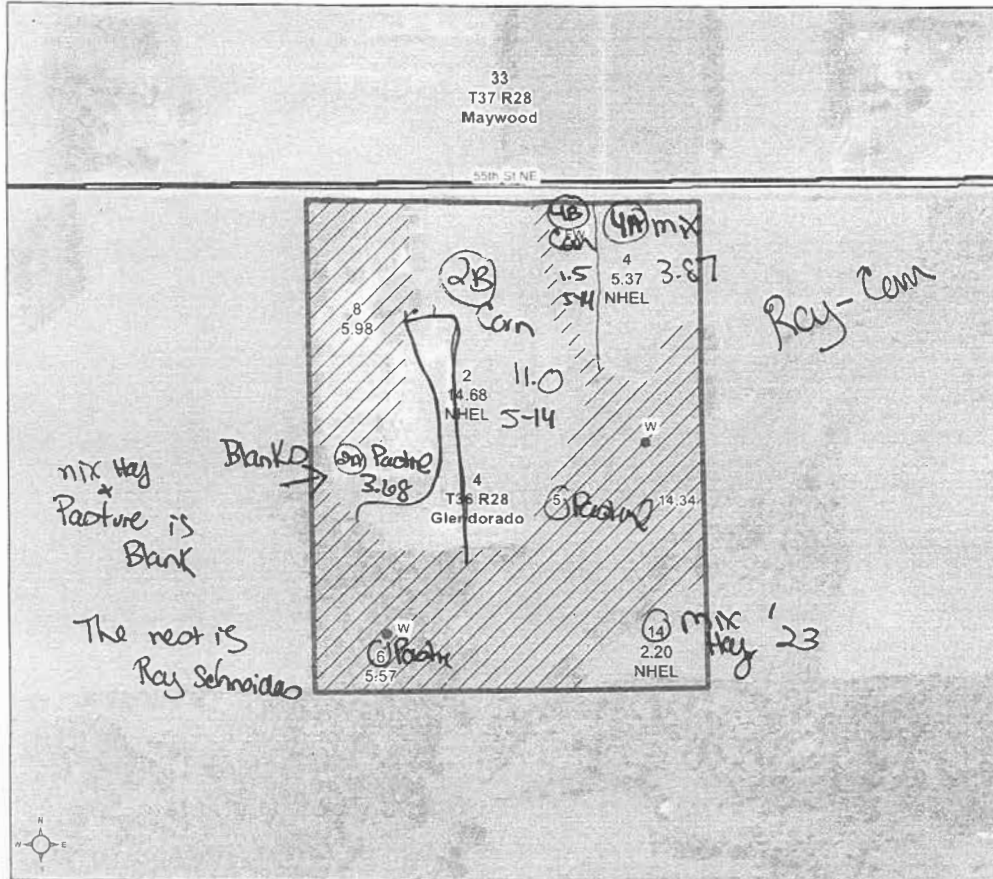 33
T37 R28
Maywood
55th St NE
4B
Corn
1.5
5-14
4A mix
4
5.37 3.87
NHEL
8
5.98
2B
Corn
Ray - Corn
2
14.68
NHEL
11.0
5-14
W
Blank
2A Pasture
3.68
4
T36 R28
Glendorado
5 Pasture 14.34
mix Hay
+
Pasture is
Blank
The rest is
Ray
W
6 Pasture
5.57
14 mix
Hay '23
2.20
NHEL
N
W E